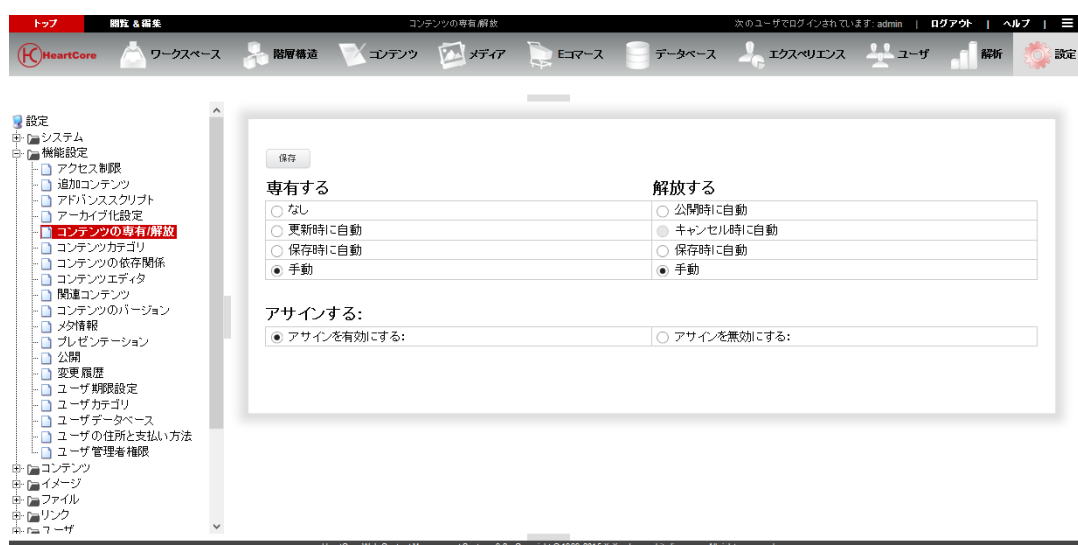 トップ 閲覧 & 編集 コンテンツの専有/解放 次のユーザでログインされています: admin | ログアウト | ヘルプ |
HeartCore ワークスペース 階層構造 コンテンツ メディア Eコマース データベース エクスペリエンス ユーザ 解析 設定
設定
システム
機能設定
アクセス制限
追加コンテンツ
アドバンススクリプト
アーカイブ化設定
コンテンツの専有/解放
コンテンツカテゴリ
コンテンツの依存関係
コンテンツエディタ
関連コンテンツ
コンテンツのバージョン
メタ情報
プレゼンテーション
公開
変更履歴
ユーザ期限設定
ユーザカテゴリ
ユーザデータベース
ユーザの住所と支払い方法
ユーザ管理者権限
コンテンツ
イメージ
ファイル
リンク
ユーザ
保存
専有する 解放する
なし 公開時に自動
更新時に自動 キャンセル時に自動
保存時に自動 保存時に自動
手動 手動
アサインする:
アサインを有効にする: アサインを無効にする: